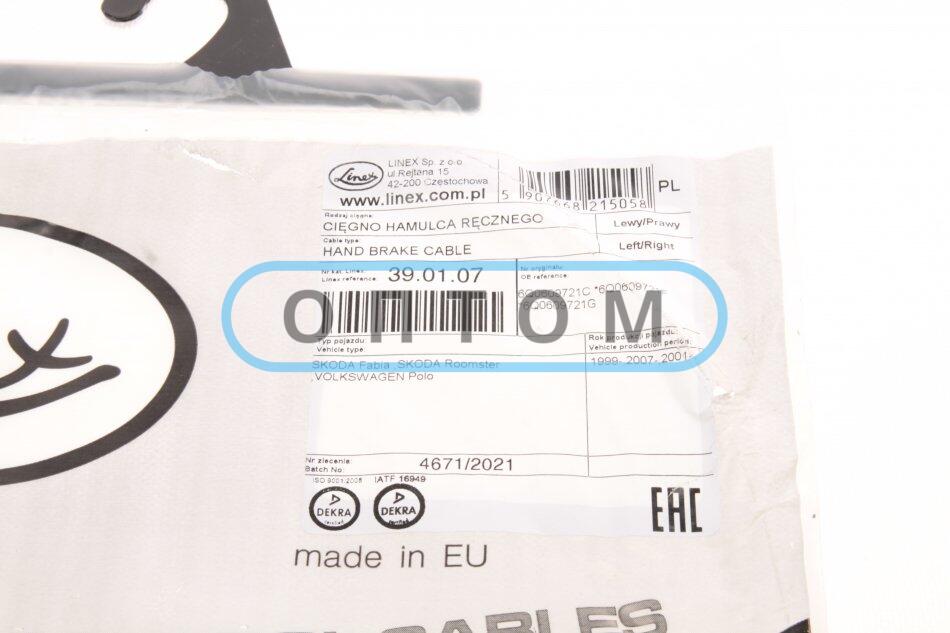 Linex
LINEX Sp. z o.o
ul.Rejtana 15
42-200 Czestochowa
www.linex.com.pl
PL
Rodzaj cięgna:
CIĘGNO HAMULCA RĘCZNEGO
Lewy/Prawy
Cable type:
HAND BRAKE CABLE
Left/Right
Nr kat. Linex:
Linex reference:
39.01.07
Nr oryginału:
OE reference:
6Q0609721C
6Q0609721G
ОПТОМ
Typ pojazdu:
Vehicle type:
Rok produkcji pojazdu:
Vehicle production period:
SKODA Fabia ,SKODA Roomster
,VOLKSWAGEN Polo
1999- 2007- 2001-
Nr zlecenia:
Batch No:
4671/2021
ISO 9001:2008
IATF 16949
DEKRA
DEKRA
EAC
made in EU
CABLES